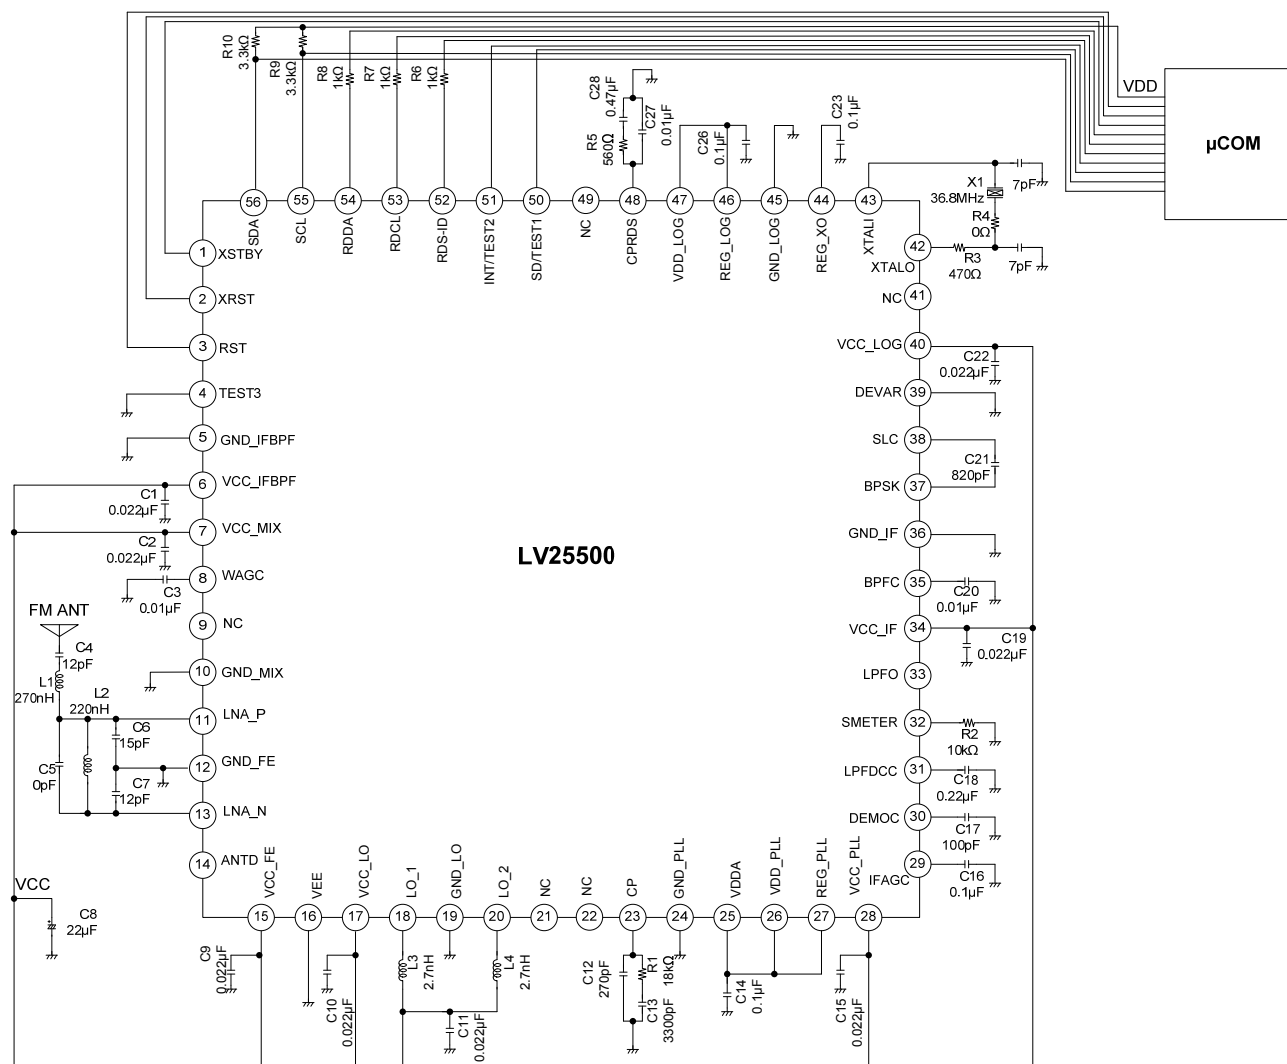 R10
3.3kΩ
R9
3.3kΩ
R8
1kΩ
R7
1kΩ
R6
1kΩ
C28
0.47µF
C27
0.01µF
R5
560Ω
C26
0.1µF
C23
0.1µF
VDD
µCOM
X1
36.8MHz
7pF
R4
0Ω
R3
470Ω
7pF
56
55
54
53
52
51
50
49
48
47
46
45
44
43
SDA
SCL
RDDA
RDCL
RDS-ID
INT/TEST2
SD/TEST1
NC
CPRDS
VDD_LOG
REG_LOG
GND_LOG
REG_XO
XTALI
1 XSTBY
2 XRST
3 RST
4 TEST3
5 GND_IFBPF
6 VCC_IFBPF
C1
0.022µF
7 VCC_MIX
C2
0.022µF
8 WAGC
C3
0.01µF
9 NC
10 GND_MIX
11 LNA_P
12 GND_FE
13 LNA_N
14 ANTD
FM ANT
C4
12pF
L1
270nH
L2
220nH
C6
15pF
C5
0pF
C7
12pF
VCC
C8
22µF
LV25500
XTALO 42
NC 41
VCC_LOG 40
C22
0.022µF
DEVAR 39
SLC 38
C21
820pF
BPSK 37
GND_IF 36
BPFC 35
C20
0.01µF
VCC_IF 34
C19
0.022µF
LPFO 33
SMETER 32
R2
10kΩ
LPFDCC 31
C18
0.22µF
DEMOC 30
C17
100pF
IFAGC 29
C16
0.1µF
VCC_FE
VEE
VCC_LO
LO_1
GND_LO
LO_2
NC
NC
CP
GND_PLL
VDDA
VDD_PLL
REG_PLL
VCC_PLL
15
16
17
18
19
20
21
22
23
24
25
26
27
28
C9
0.022µF
C10
0.022µF
L3
2.7nH
C11
0.022µF
L4
2.7nH
C12
270pF
R1
18kΩ
C13
3300pF
C14
0.1µF
C15
0.022µF